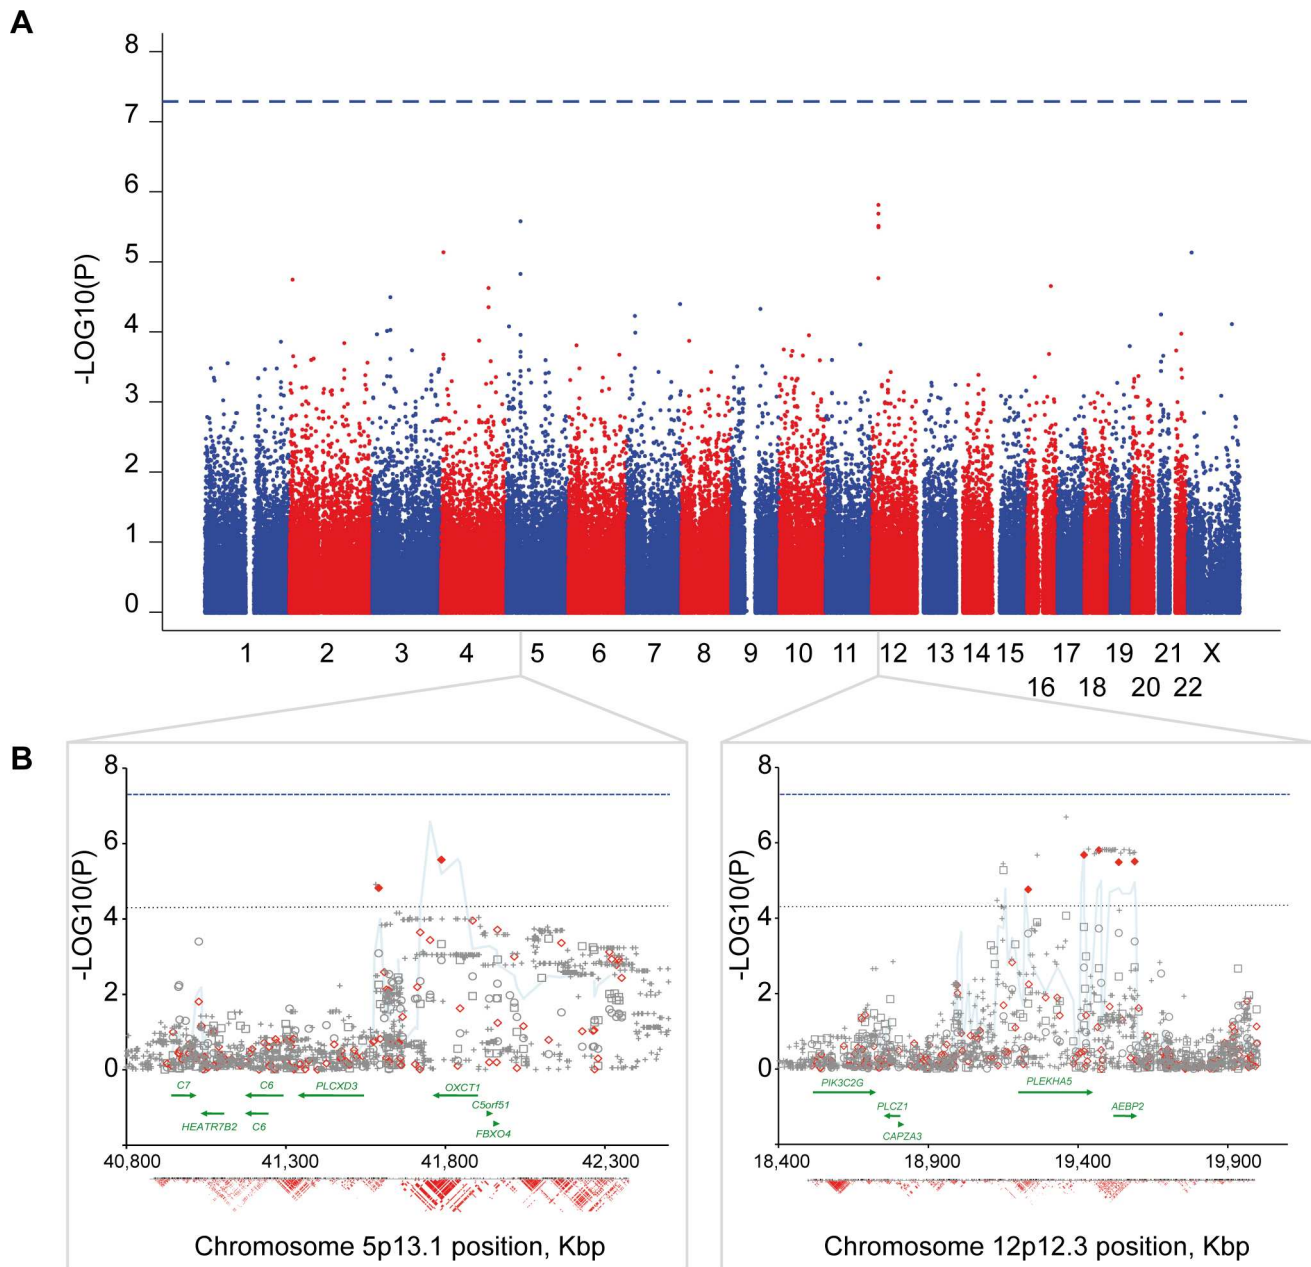 A
8
7
6
5
4
3
2
1
0
-LOG10(P)
1 2 3 4 5 6 7 8 9 10 11 12 13 14 15 17 19 21 X
16 18 20 22
B
8
6
4
2
0
-LOG10(P)
C7 C6 PLCXD3 OXCT1
C5orf51
HEATR7B2 C6 FBXO4
40,800 41,300 41,800 42,300
Chromosome 5p13.1 position, Kbp
8
6
4
2
0
-LOG10(P)
PIK3C2G PLEKHA5
PLCZ1 AEBP2
CAPZA3
18,400 18,900 19,400 19,900
Chromosome 12p12.3 position, Kbp